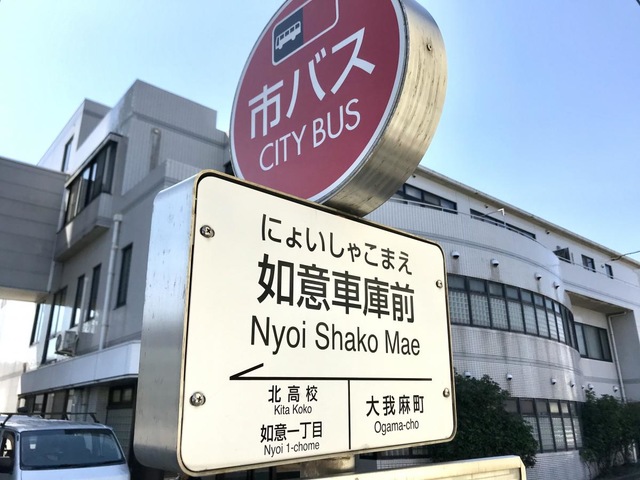 市バス
CITY BUS
にょいしゃこまえ
如意車庫前
Nyoi Shako Mae
北高校
Kita Koko
如意一丁目
Nyoi 1-chome
大我麻町
Ogama-cho